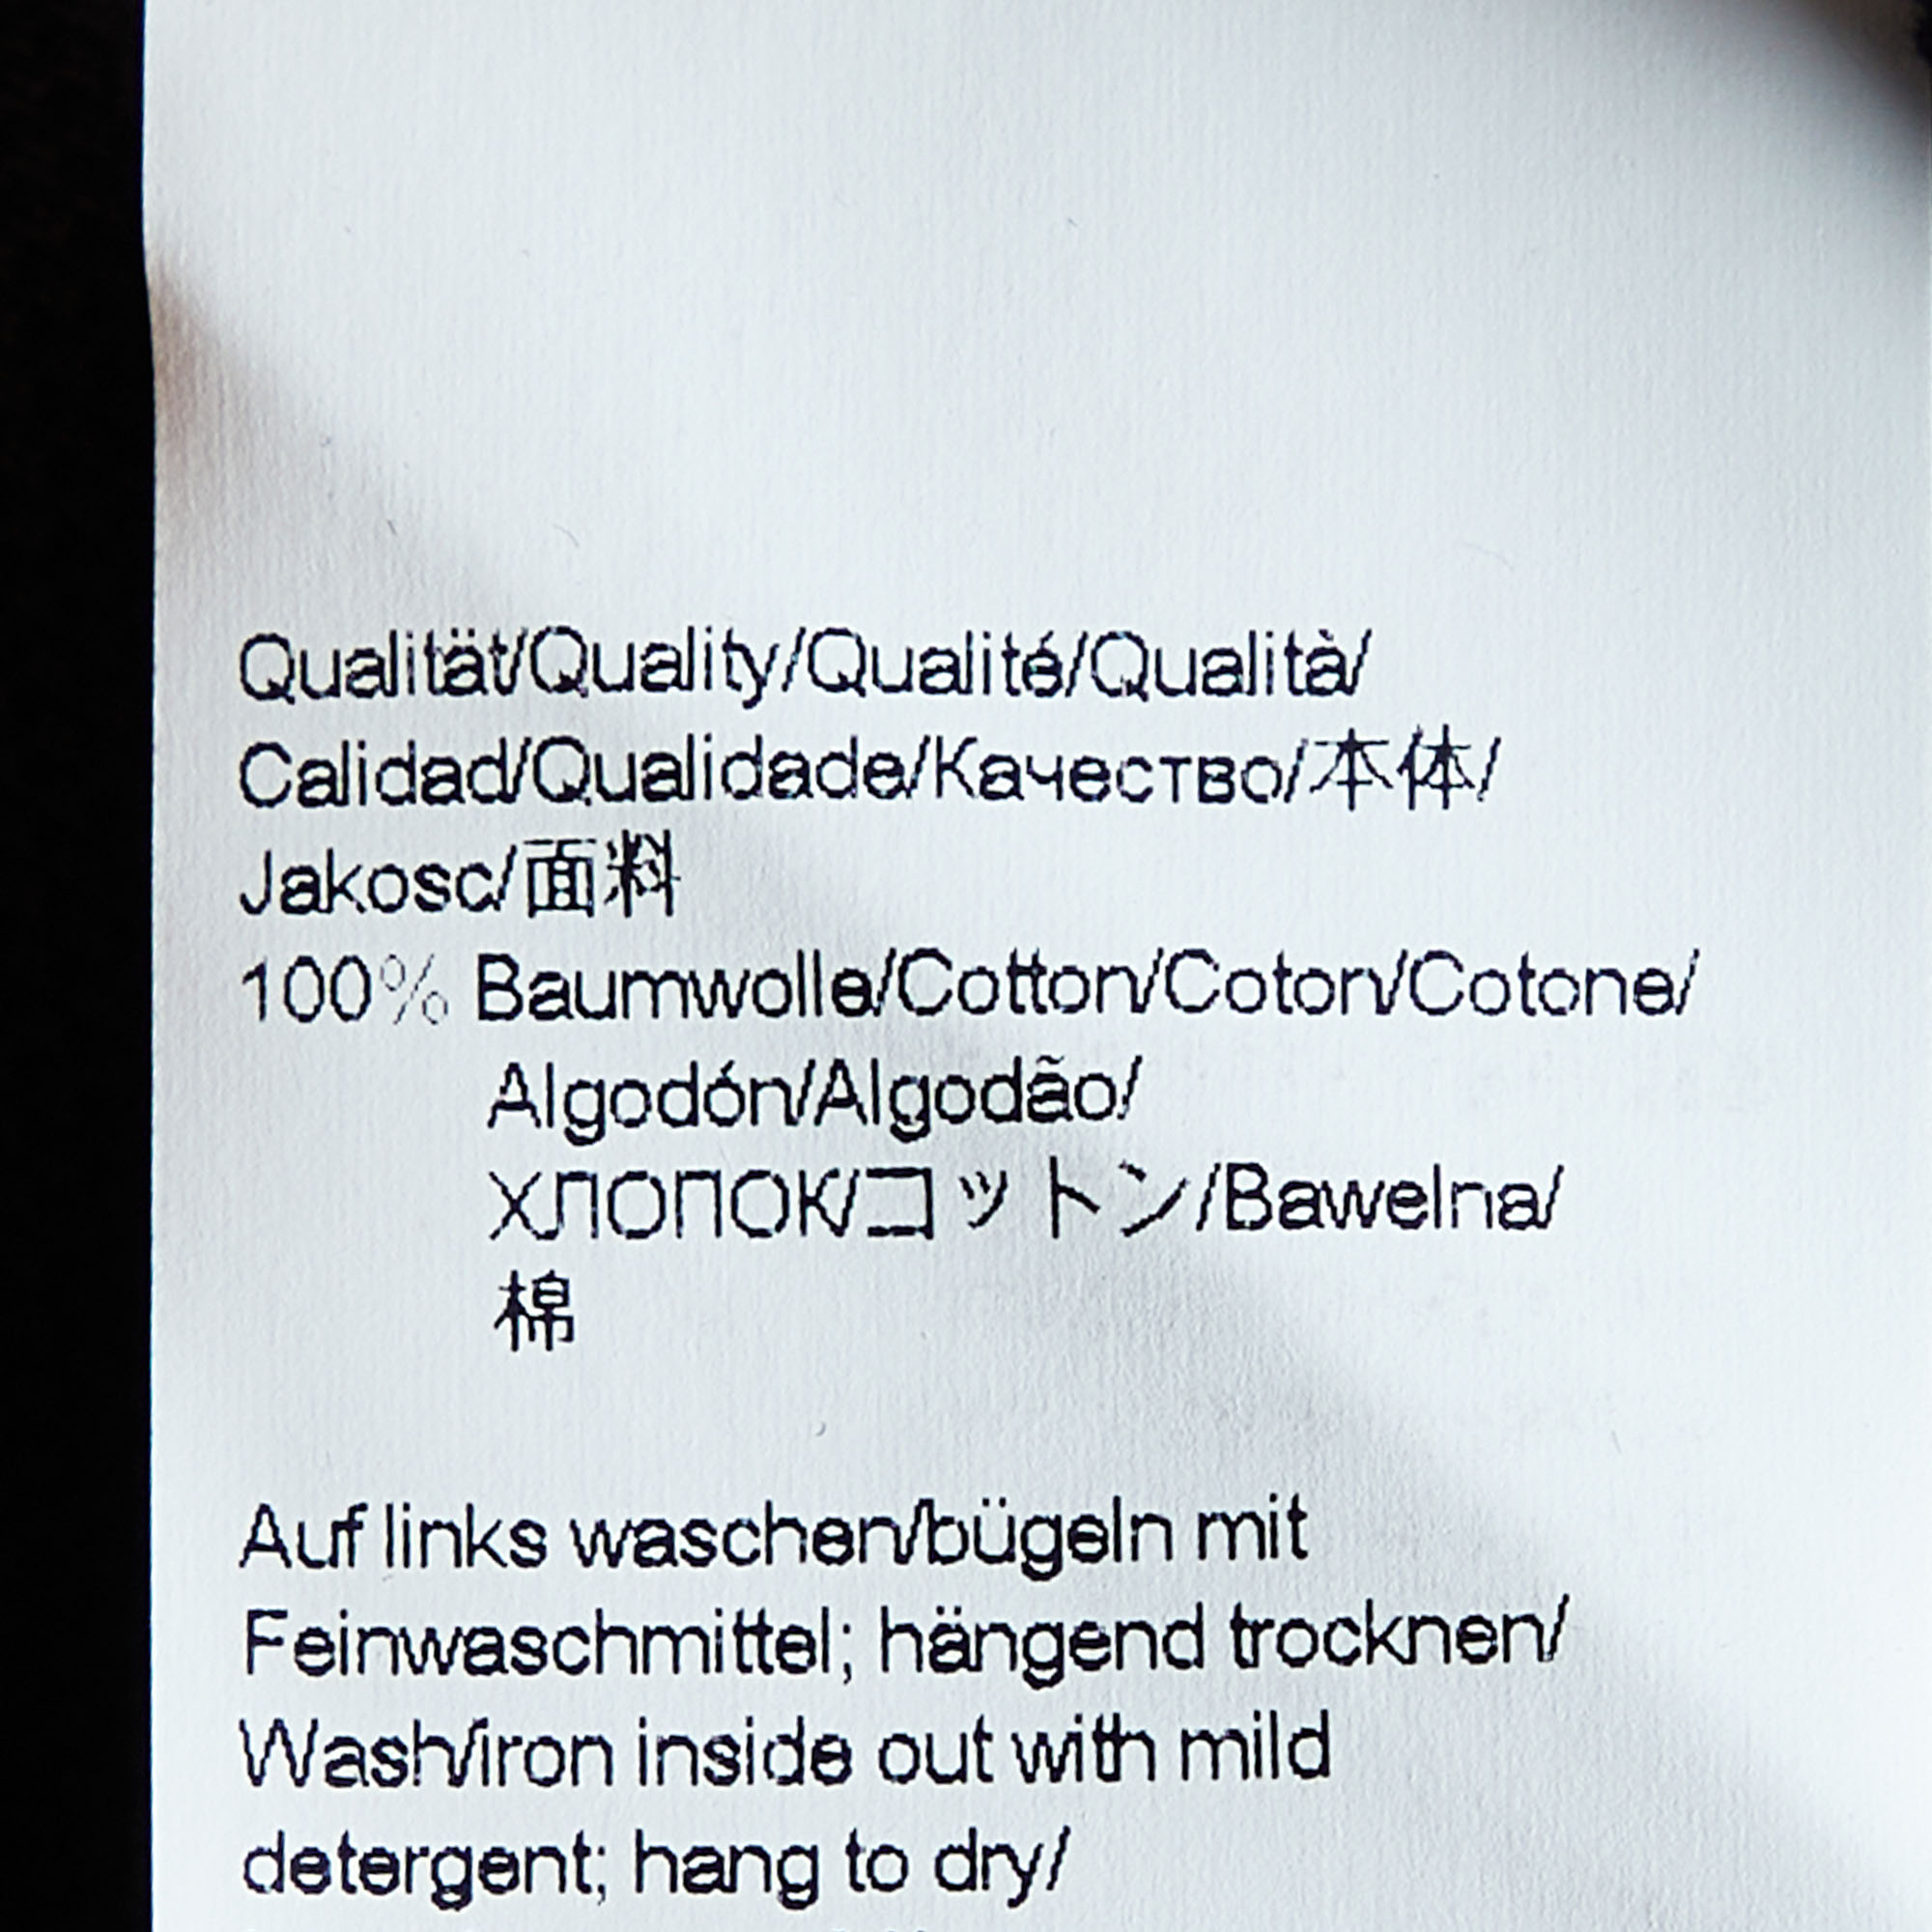 Qualität/Quality/Qualité/Qualità/
Calidad/Qualidade/Качество/本体/
Jakosc/面料
100% Baumwolle/Cotton/Coton/Cotone/
Algodón/Algodão/
ХЛОПОК/コットン/Bawelna/
棉
Auf links waschen/bügeln mit
Feinwaschmittel; hängend trocknen/
Wash/iron inside out with mild
detergent; hang to dry/